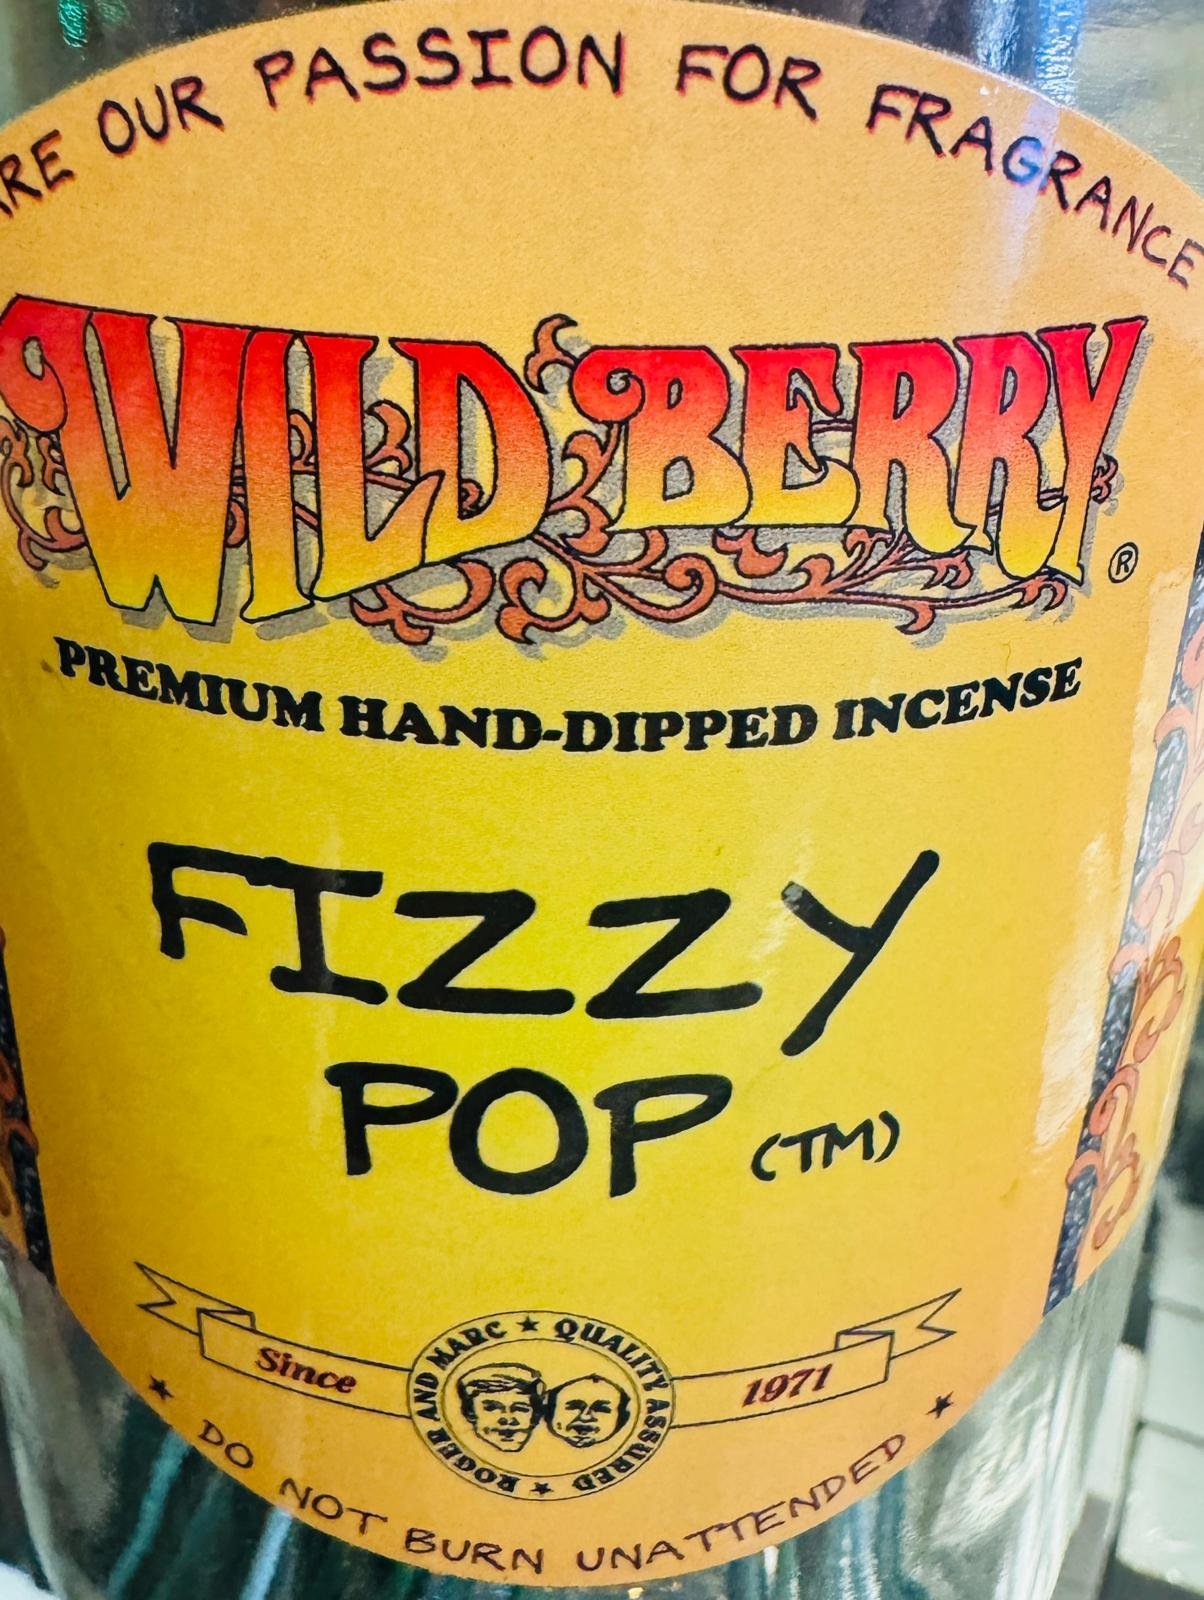 OUR PASSION FOR FRAGRANCE
WILD BERRY ®
PREMIUM HAND-DIPPED INCENSE
FIZZY
POP (TM)
Since 1971
ROGER AND MARC ★ QUALITY ASSURED ★
DO NOT BURN UNATTENDED